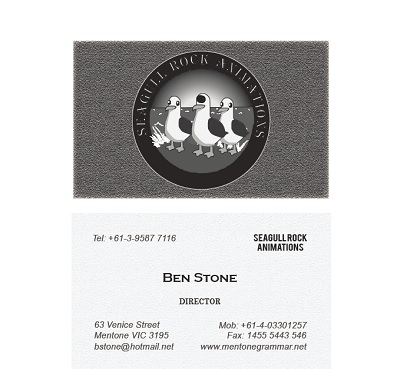 SEAGULL ROCK ANIMATIONS
Tel: +61-3-9587 7116
SEAGULL ROCK
ANIMATIONS
BEN STONE
DIRECTOR
63 Venice Street
Mentone VIC 3195
bstone@hotmail.net
Mob: +61-4-03301257
Fax: 1455 5443 546
www.mentonegrammar.net